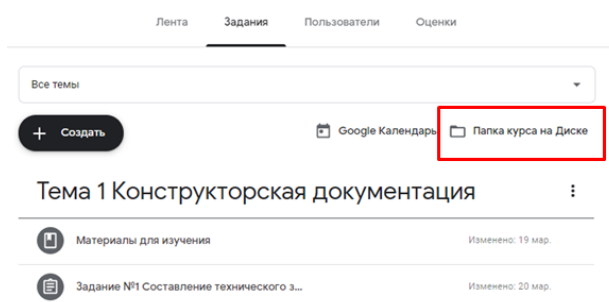 Лента Задания Пользователи Оценки
Все темы
+ Создать Google Календарь Папка курса на Диске
Тема 1 Конструкторская документация
Материалы для изучения Изменено: 19 мар.
Задание №1 Составление технического з... Изменено: 20 мар.